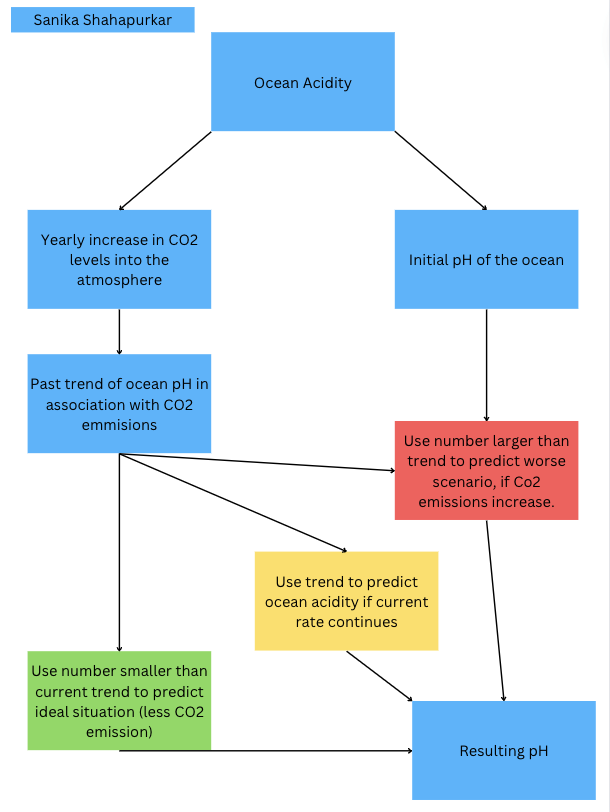 Sanika Shahapurkar
Ocean Acidity
Yearly increase in CO2
levels into the
atmosphere
Initial pH of the ocean
Past trend of ocean pH in
association with CO2
emmisions
Use number larger than
trend to predict worse
scenario, if Co2
emissions increase.
Use trend to predict
ocean acidity if current
rate continues
Use number smaller than
current trend to predict
ideal situation (less CO2
emission)
Resulting pH